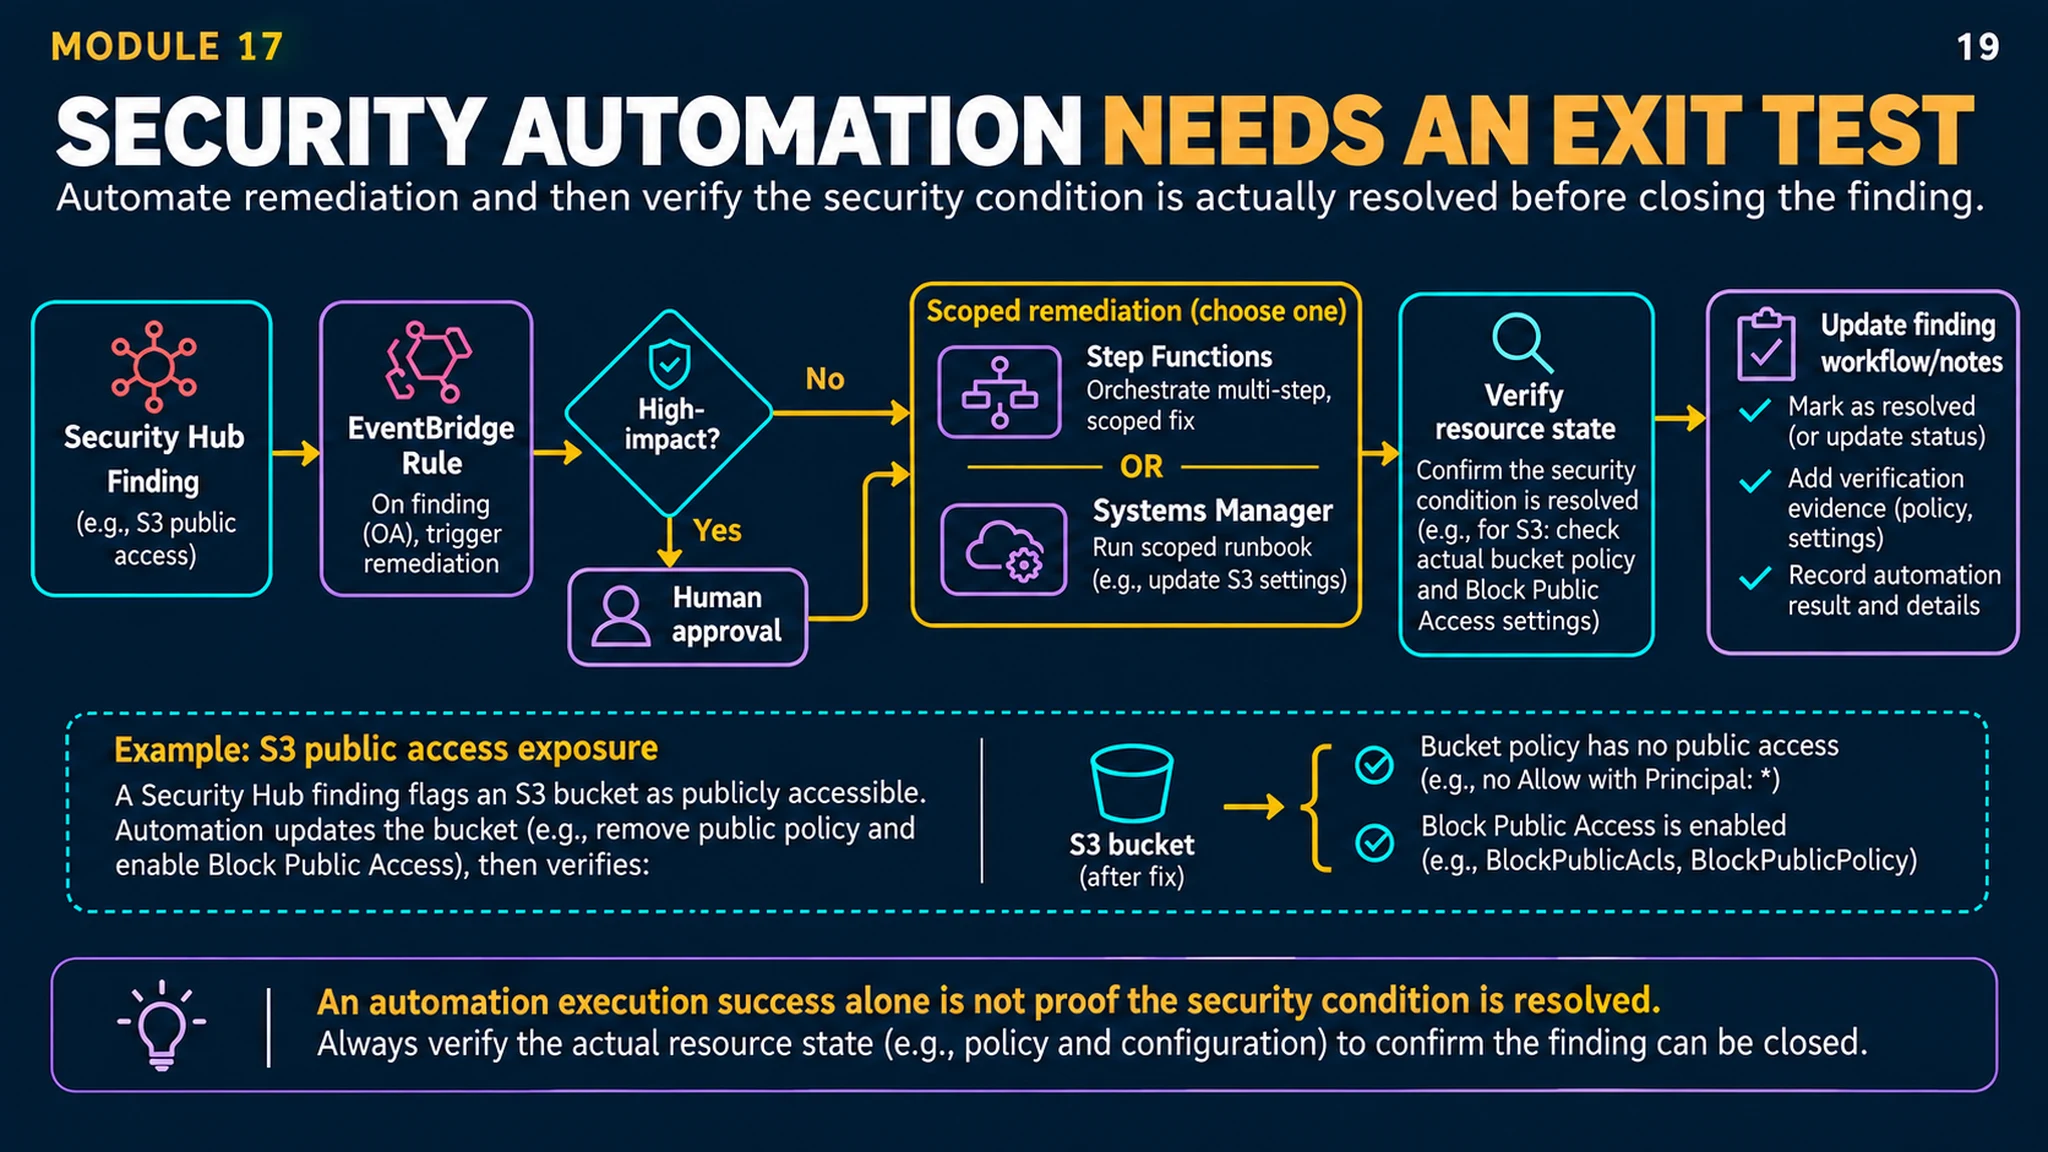 MODULE 17
19
SECURITY AUTOMATION NEEDS AN EXIT TEST
Automate remediation and then verify the security condition is actually resolved before closing the finding.
Security Hub
Finding
(e.g., S3 public
access)
EventBridge
Rule
On finding
(OA), trigger
remediation
High-
impact?
No
Yes
Human
approval
Scoped remediation (choose one)
Step Functions
Orchestrate multi-step,
scoped fix
OR
Systems Manager
Run scoped runbook
(e.g., update S3 settings)
Verify
resource state
Confirm the security
condition is resolved
(e.g., for S3: check
actual bucket policy
and Block Public
Access settings)
Update finding
workflow/notes
Mark as resolved
(or update status)
Add verification
evidence (policy,
settings)
Record automation
result and details
Example: S3 public access exposure
A Security Hub finding flags an S3 bucket as publicly accessible.
Automation updates the bucket (e.g., remove public policy and
enable Block Public Access), then verifies:
S3 bucket
(after fix)
Bucket policy has no public access
(e.g., no Allow with Principal: *)
Block Public Access is enabled
(e., BlockPublicAcls, BlockPublicPolicy)
An automation execution success alone is not proof the security condition is resolved.
Always verify the actual resource state (e.g., policy and configuration) to confirm the finding can be closed.